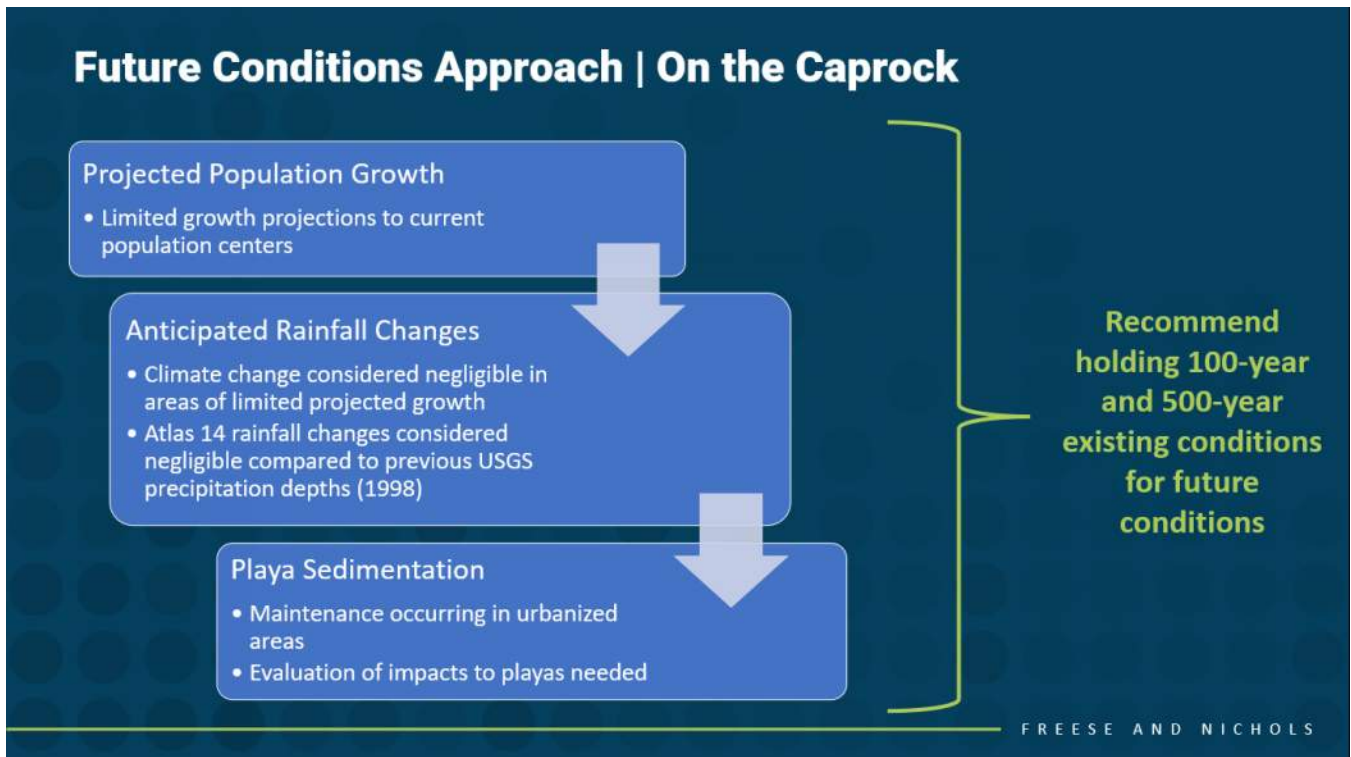 Future Conditions Approach | On the Caprock
Projected Population Growth
• Limited growth projections to current
population centers
Anticipated Rainfall Changes
• Climate change considered negligible in
areas of limited projected growth
• Atlas 14 rainfall changes considered
negligible compared to previous USGS
precipitation depths (1998)
Playa Sedimentation
• Maintenance occurring in urbanized
areas
• Evaluation of impacts to playas needed
Recommend
holding 100-year
and 500-year
existing conditions
for future
conditions
FREESE AND NICHOLS